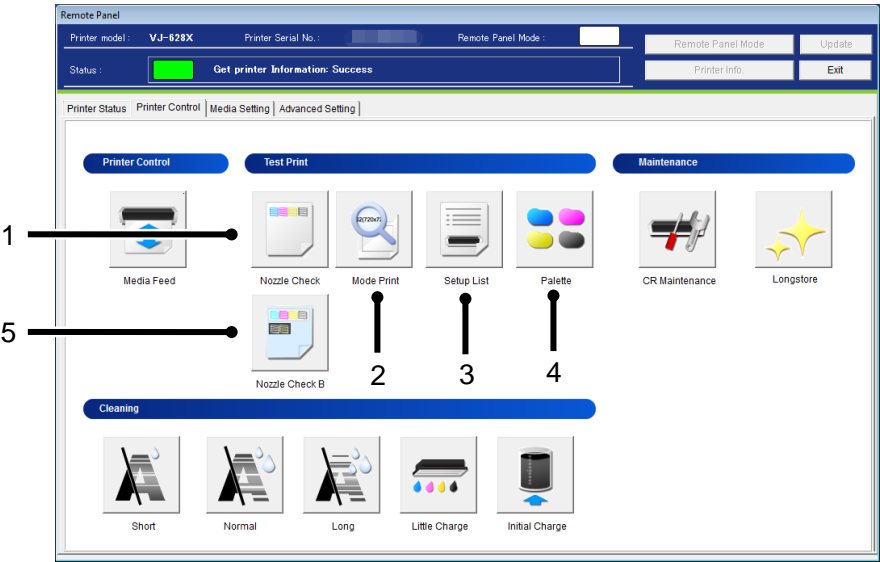 Remote Panel
Printer model : VJ-628X Printer Serial No. : Remote Panel Mode : Remote Panel Mode Update
Status : Get printer Information: Success Printer Info. Exit
Printer Status Printer Control Media Setting Advanced Setting
Printer Control Test Print Maintenance
1
Media Feed Nozzle Check Mode Print Setup List Palette CR Maintenance Longstore
5
2 3 4
Nozzle Check B
Cleaning
Short Normal Long Little Charge Initial Charge